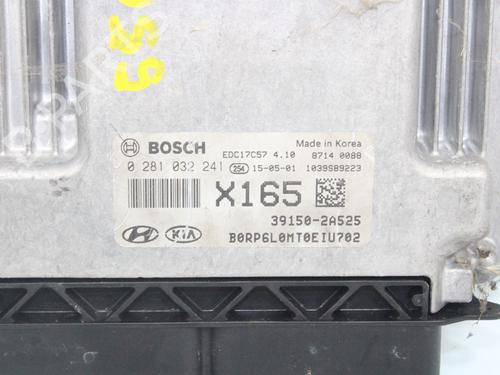 BOSCH EDC17C57 4.10 Made in Korea 8714 0088
0 281 032 241 254 15-05-01 1039S89223
X165
39150-2A525
KIA B0RP6L0MT0EIU702